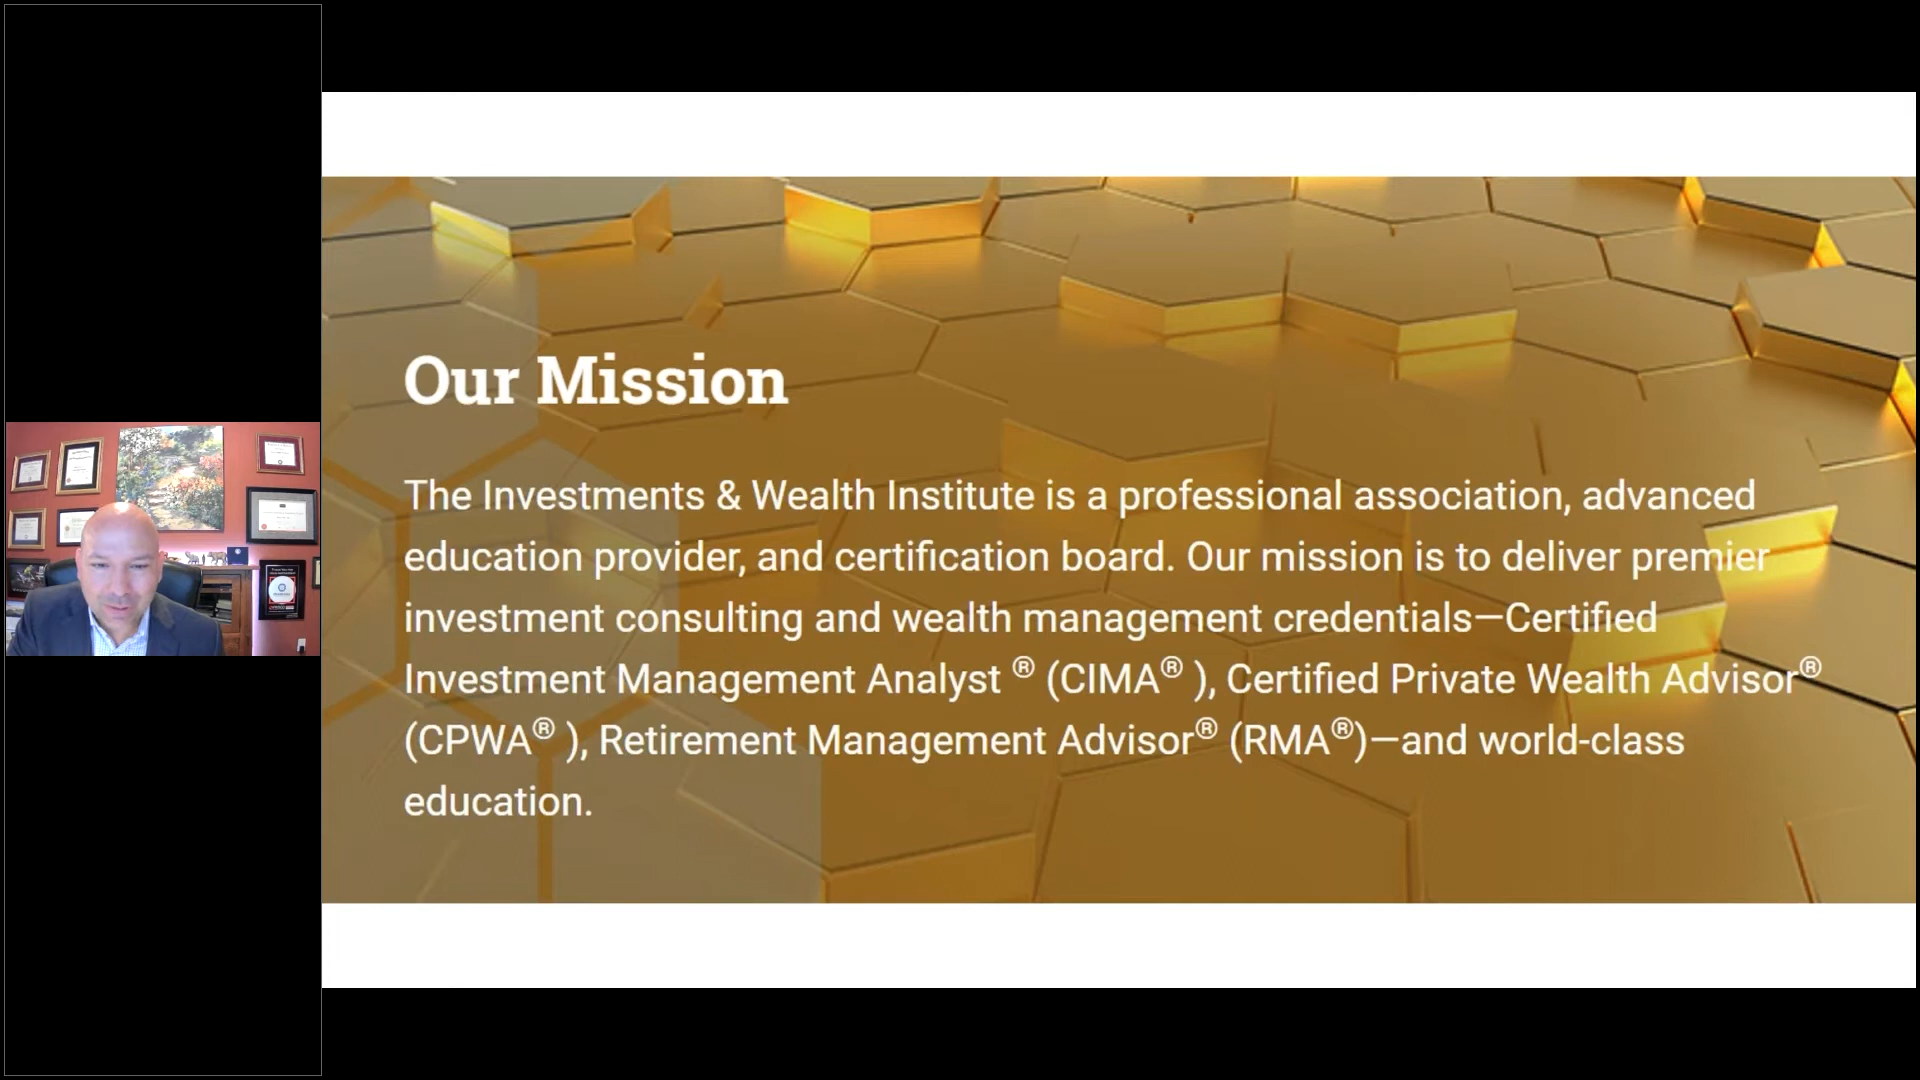 Our Mission
The Investments & Wealth Institute is a professional association, advanced
education provider, and certification board. Our mission is to deliver premier
investment consulting and wealth management credentials—Certified
Investment Management Analyst ® (CIMA® ), Certified Private Wealth Advisor®
(CPWA® ), Retirement Management Advisor® (RMA®)—and world-class
education.